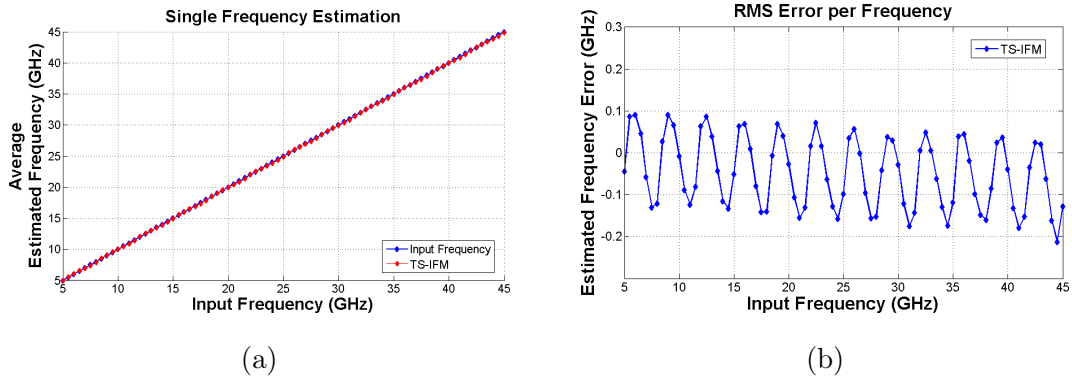 Single Frequency Estimation
Average
Estimated Frequency (GHz)
45
40
35
30
25
20
15
10
5
5 10 15 20 25 30 35 40 45
Input Frequency (GHz)
Input Frequency
TS-IFM
(a)
RMS Error per Frequency
Estimated Frequency Error (GHz)
0.3
0.2
0.1
0
-0.1
-0.2
5 10 15 20 25 30 35 40 45
Input Frequency (GHz)
TS-IFM
(b)